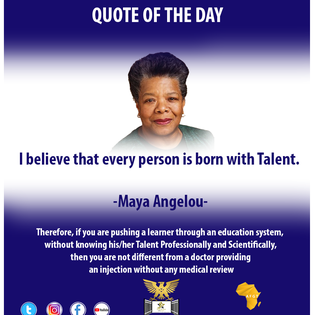 QUOTE OF THE DAY
I believe that every person is born with Talent.
-Maya Angelou-
Therefore, if you are pushing a learner through an education system,
without knowing his/her Talent Professionally and Scientifically,
then you are not different from a doctor providing
an injection without any medical review